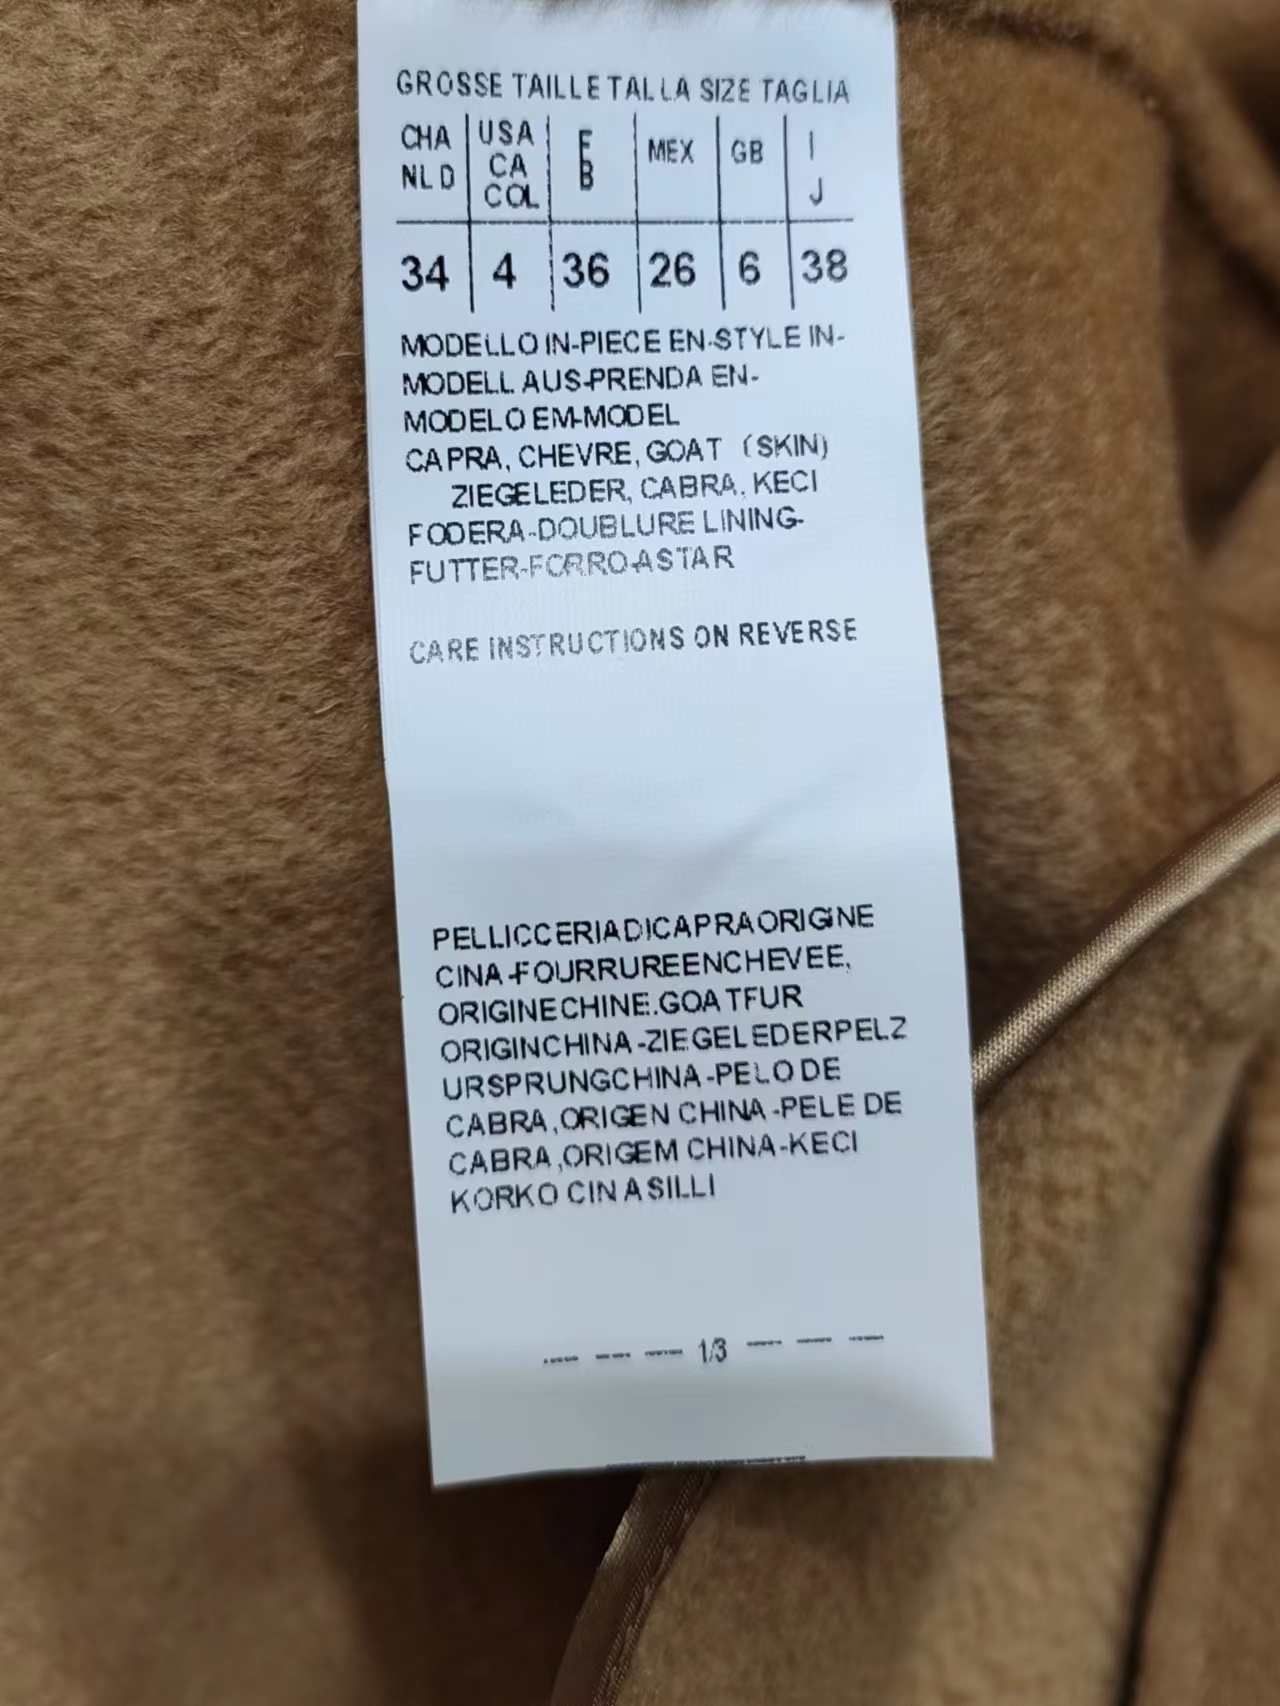 GROSSE TAILLE TALLA SIZE TAGLIA
CHA NLD | USA CA COL | F B | MEX | GB | I J
34 | 4 | 36 | 26 | 6 | 38
MODELLO IN-PIECE EN-STYLE IN-
MODELL AUS-PRENDA EN-
MODELO EM-MODEL
CAPRA, CHEVRE, GOAT (SKIN)
ZIEGELEDER, CABRA, KECI
FODERA-DOUBLURE LINING-
FUTTER-FORRO-ASTAR
CARE INSTRUCTIONS ON REVERSE
PELLICCERIADICAPRAORIGINE
CINA-FOURRUREENCHEVEE,
ORIGINECHINE.GOATFUR
ORIGINCHINA-ZIEGELEDERPELZ
URSPRUNGCHINA-PELO DE
CABRA,ORIGEN CHINA-PELE DE
CABRA,ORIGEM CHINA-KECI
KORKO CINASILLI
--- --- --- 1/3 --- --- ---